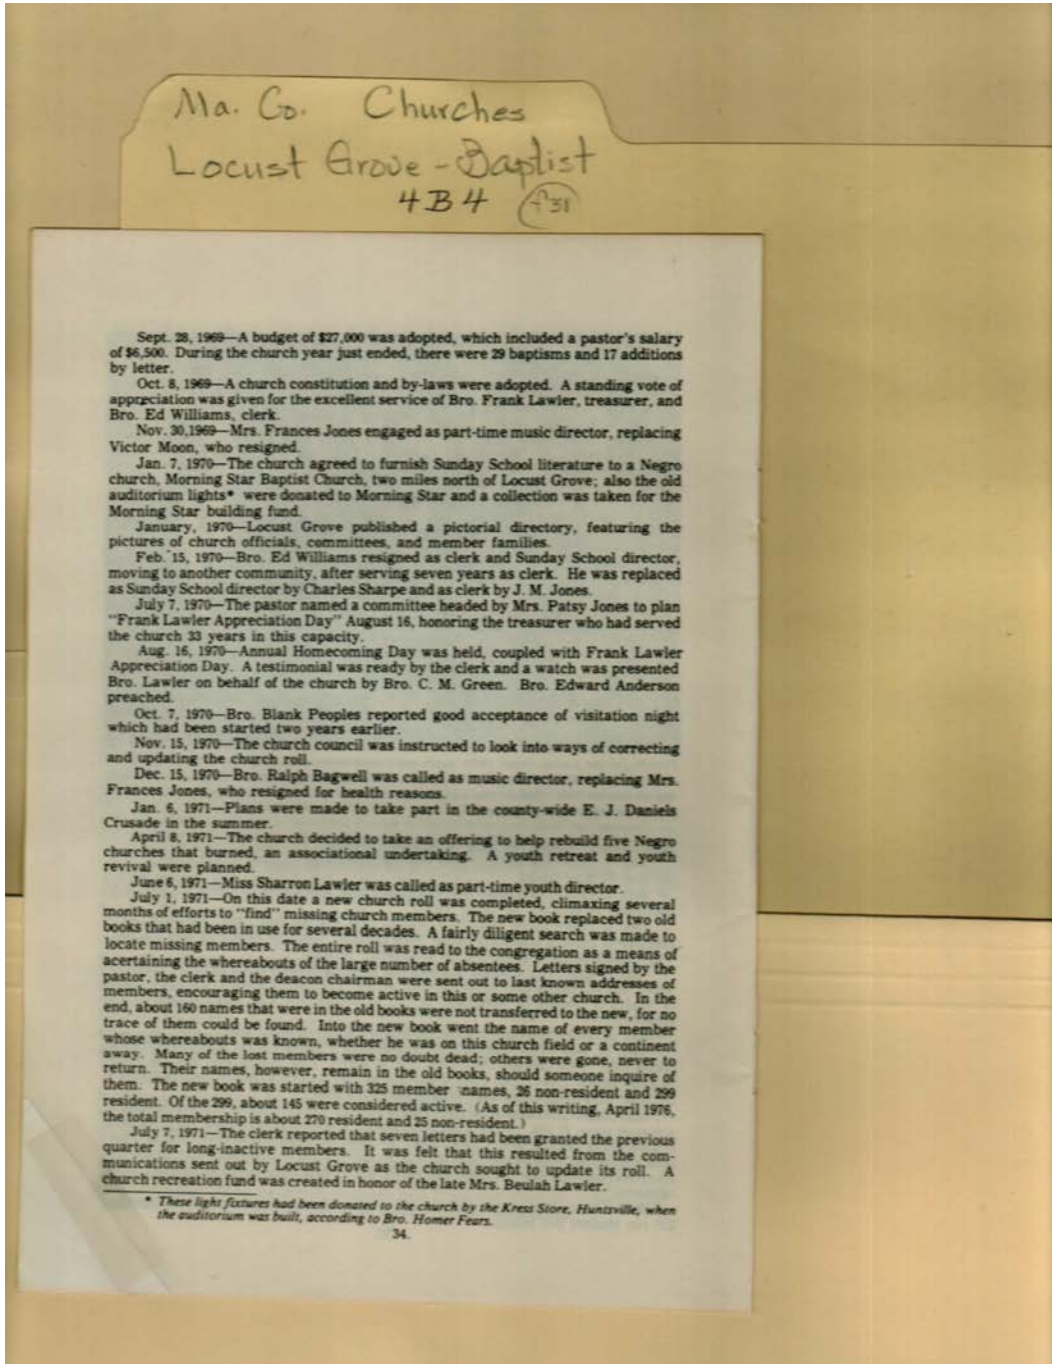 Ma. Co. Churches
Locust Grove - Baptist
4B4 f31
Sept. 28, 1969—A budget of $27,000 was adopted, which included a pastor's salary
of $6,500. During the church year just ended, there were 29 baptisms and 17 additions
by letter.
Oct. 8, 1969—A church constitution and by-laws were adopted. A standing vote of
appreciation was given for the excellent service of Bro. Frank Lawler, treasurer, and
Bro. Ed Williams, clerk.
Nov. 30,1969—Mrs. Frances Jones engaged as part-time music director, replacing
Victor Moon, who resigned.
Jan. 7, 1970—The church agreed to furnish Sunday School literature to a Negro
church, Morning Star Baptist Church, two miles north of Locust Grove; also the old
auditorium lights* were donated to Morning Star and a collection was taken for the
Morning Star building fund.
January, 1970—Locust Grove published a pictorial directory, featuring the
pictures of church officials, committees, and member families.
Feb. 15, 1970—Bro. Ed Williams resigned as clerk and Sunday School director,
moving to another community, after serving seven years as clerk. He was replaced
as Sunday School director by Charles Sharpe and as clerk by J. M. Jones.
July 7, 1970—The pastor named a committee headed by Mrs. Patsy Jones to plan
"Frank Lawler Appreciation Day" August 16, honoring the treasurer who had served
the church 33 years in this capacity.
Aug. 16, 1970—Annual Homecoming Day was held, coupled with Frank Lawler
Appreciation Day. A testimonial was ready by the clerk and a watch was presented
Bro. Lawler on behalf of the church by Bro. C. M. Green. Bro. Edward Anderson
preached.
Oct. 7, 1970—Bro. Blank Peoples reported good acceptance of visitation night
which had been started two years earlier.
Nov. 15, 1970—The church council was instructed to look into ways of correcting
and updating the church roll.
Dec. 15, 1970—Bro. Ralph Bagwell was called as music director, replacing Mrs.
Frances Jones, who resigned for health reasons.
Jan. 6, 1971—Plans were made to take part in the county-wide E. J. Daniels
Crusade in the summer.
April 8, 1971—The church decided to take an offering to help rebuild five Negro
churches that burned, an associational undertaking. A youth retreat and youth
revival were planned.
June 6, 1971—Miss Sharron Lawler was called as part-time youth director.
July 1, 1971—On this date a new church roll was completed, climaxing several
months of efforts to "find" missing church members. The new book replaced two old
books that had been in use for several decades. A fairly diligent search was made to
locate missing members. The entire roll was read to the congregation as a means of
acertaining the whereabouts of the large number of absentees. Letters signed by the
pastor, the clerk and the deacon chairman were sent out to last known addresses of
members, encouraging them to become active in this or some other church. In the
end, about 160 names that were in the old books were not transferred to the new, for no
trace of them could be found. Into the new book went the name of every member
whose whereabouts was known, whether he was on this church field or a continent
away. Many of the lost members were no doubt dead; others were gone, never to
return. Their names, however, remain in the old books, should someone inquire of
them. The new book was started with 325 member names, 26 non-resident and 299
resident. Of the 299, about 145 were considered active. (As of this writing, April 1976,
the total membership is about 270 resident and 25 non-resident.)
July 7, 1971—The clerk reported that seven letters had been granted the previous
quarter for long-inactive members. It was felt that this resulted from the com-
munications sent out by Locust Grove as the church sought to update its roll. A
church recreation fund was created in honor of the late Mrs. Beulah Lawler.
* These light fixtures had been donated to the church by the Kress Store, Huntsville, when
the auditorium was built, according to Bro. Homer Fears.
34.